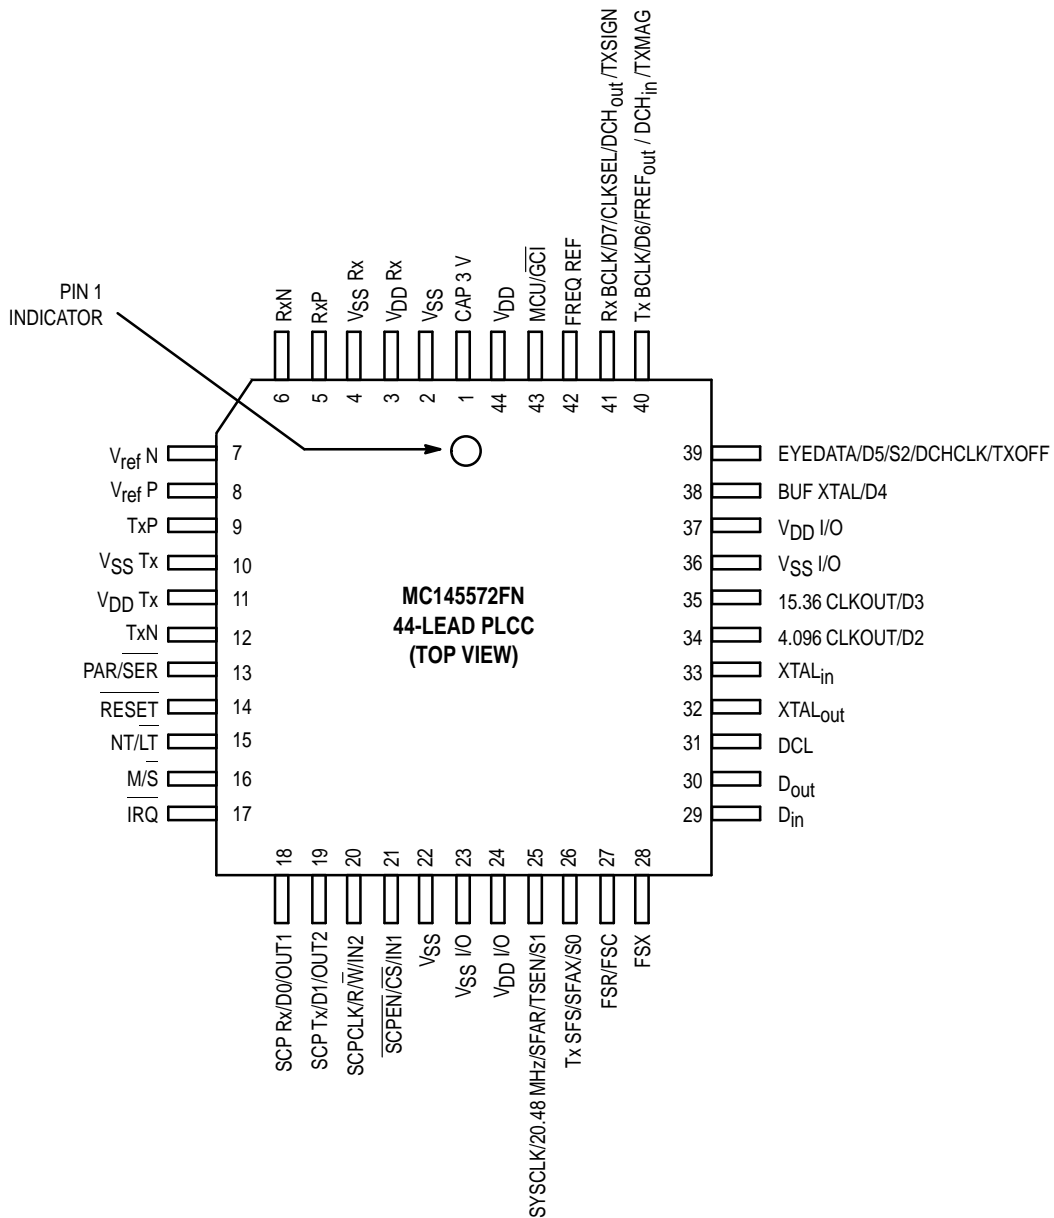 PIN 1
INDICATOR
RxN
RxP
VSS Rx
VDD Rx
VSS
CAP 3 V
VDD
MCU/GCI
FREQ REF
Rx BCLK/D7/CLKSEL/DCHout/TXSIGN
Tx BCLK/D6/FREFout / DCHin /TXMAG
6
5
4
3
2
1
44
43
42
41
40
Vref N
7
Vref P
8
TxP
9
VSS Tx
10
VDD Tx
11
TxN
12
PAR/SER
13
RESET
14
NT/LT
15
M/S
16
IRQ
17
MC145572FN
44-LEAD PLCC
(TOP VIEW)
39
EYEDATA/D5/S2/DCHCLK/TXOFF
38
BUF XTAL/D4
37
VDD I/O
36
VSS I/O
35
15.36 CLKOUT/D3
34
4.096 CLKOUT/D2
33
XTALin
32
XTALout
31
DCL
30
Dout
29
Din
18
19
20
21
22
23
24
25
26
27
28
SCP Rx/D0/OUT1
SCP Tx/D1/OUT2
SCPCLK/R/W/IN2
SCPEN/CS/IN1
VSS
VSS I/O
VDD I/O
SYSCLK/20.48 MHz/SFAR/TSEN/S1
Tx SFS/SFAX/S0
FSR/FSC
FSX